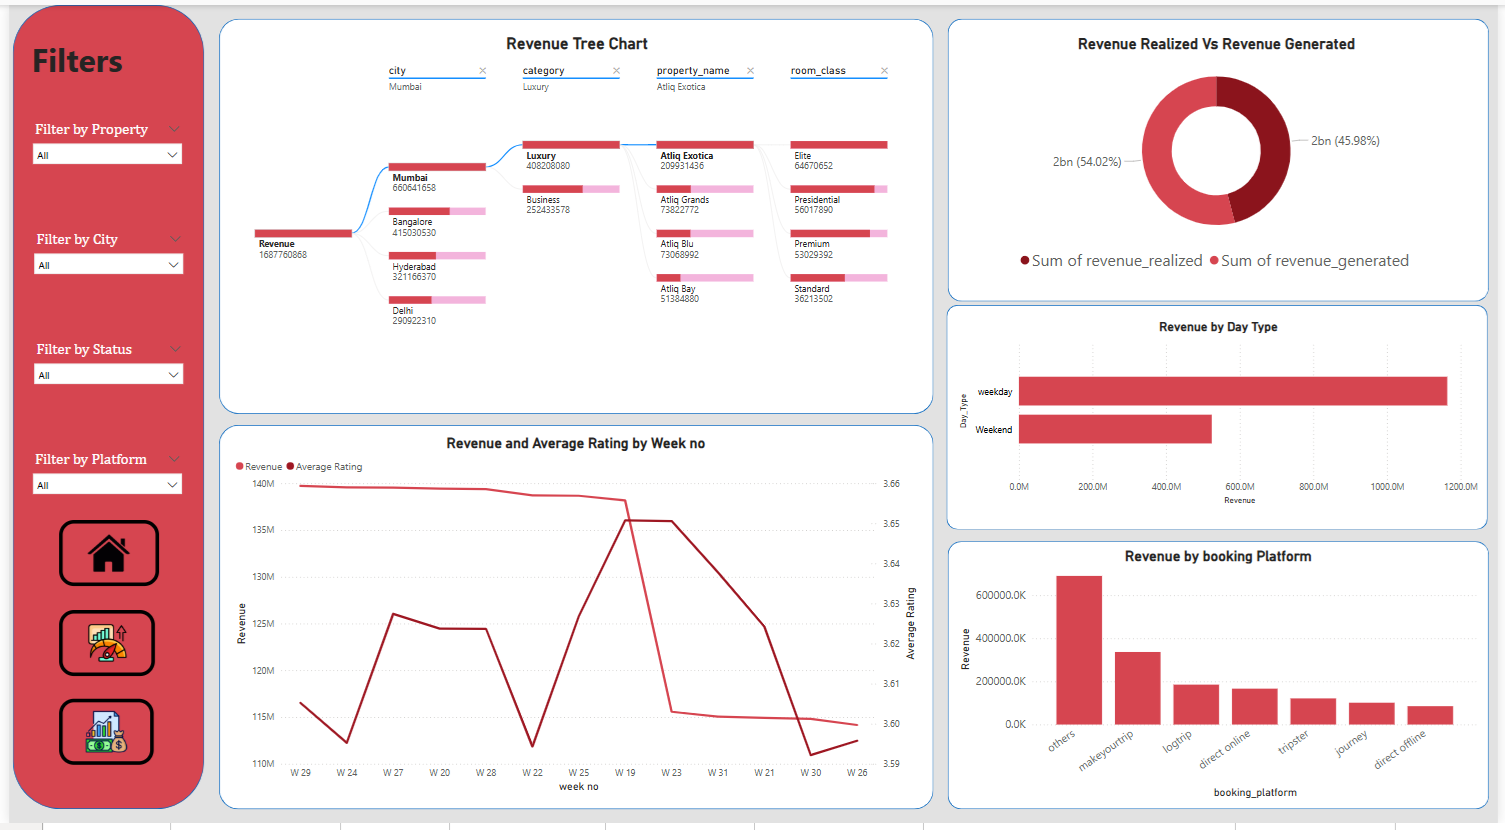 Filters
Filter by Property
All
Filter by City
All
Filter by Status
All
Filter by Platform
All
Revenue Tree Chart
city
category
property_name
room_class
Mumbai
Luxury
Atliq Exotica
Revenue
1687760868
Mumbai
660641658
Bangalore
415030530
Hyderabad
321166370
Delhi
290922310
Luxury
408208080
Business
252433578
Atliq Exotica
209931436
Atliq Grands
73822772
Atliq Blu
73068992
Atliq Bay
51384880
Elite
64670652
Presidential
56017890
Premium
53029392
Standard
36213502
Revenue and Average Rating by Week no
Revenue Average Rating
140M
135M
130M
125M
120M
115M
110M
Revenue
3.66
3.65
3.64
3.63
3.62
3.61
3.60
3.59
Average Rating
W 29 W 24 W 27 W 20 W 28 W 22 W 25 W 19 W 23 W 31 W 21 W 30 W 26
week no
Revenue Realized Vs Revenue Generated
2bn (45.98%)
2bn (54.02%)
Sum of revenue_realized Sum of revenue_generated
Revenue by Day Type
Day_Type
weekday
Weekend
0.0M 200.0M 400.0M 600.0M 800.0M 1000.0M 1200.0M
Revenue
Revenue by booking Platform
Revenue
600000.0K
400000.0K
200000.0K
0.0K
others makeyourtrip logtrip direct online tripster journey direct offline
booking_platform